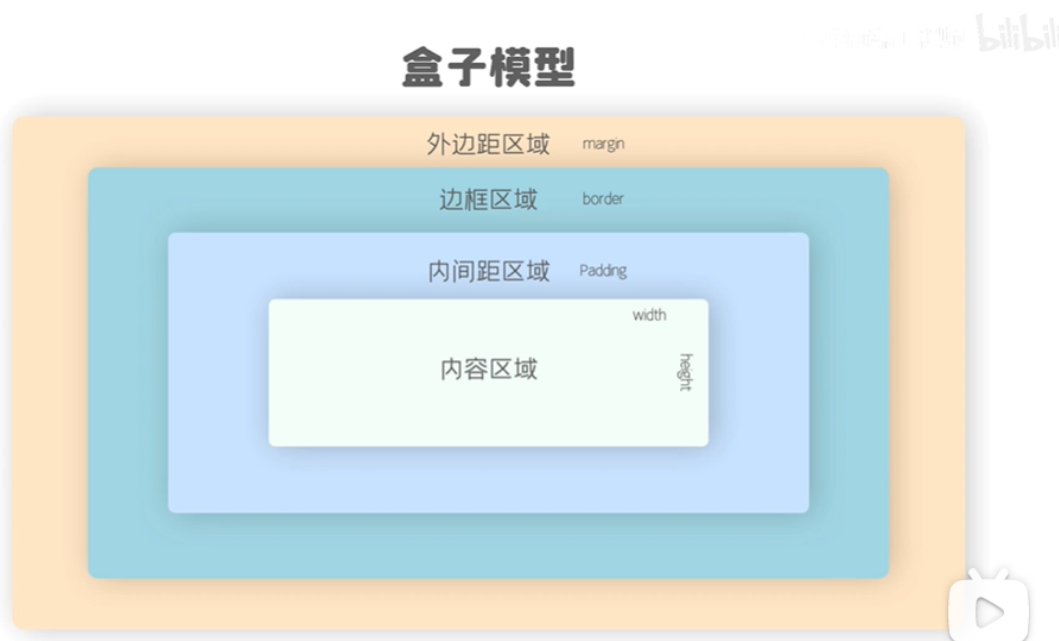 bilibili
盒子模型
外边距区域 margin
边框区域 border
内间距区域 Padding
width
内容区域
height